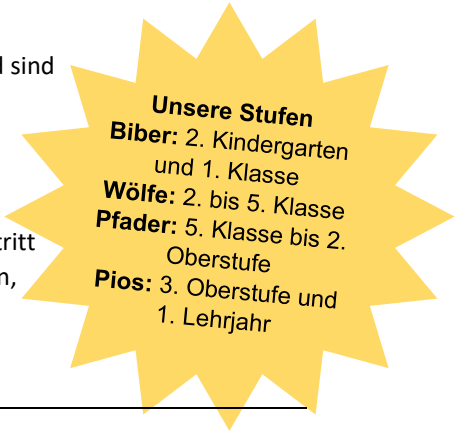 sind
Unsere Stufen
Biber: 2. Kindergarten
und 1. Klasse
Wölfe: 2. bis 5. Klasse
Pfader: 5. Klasse bis 2.
Oberstufe
Pios: 3. Oberstufe und
1. Lehrjahr